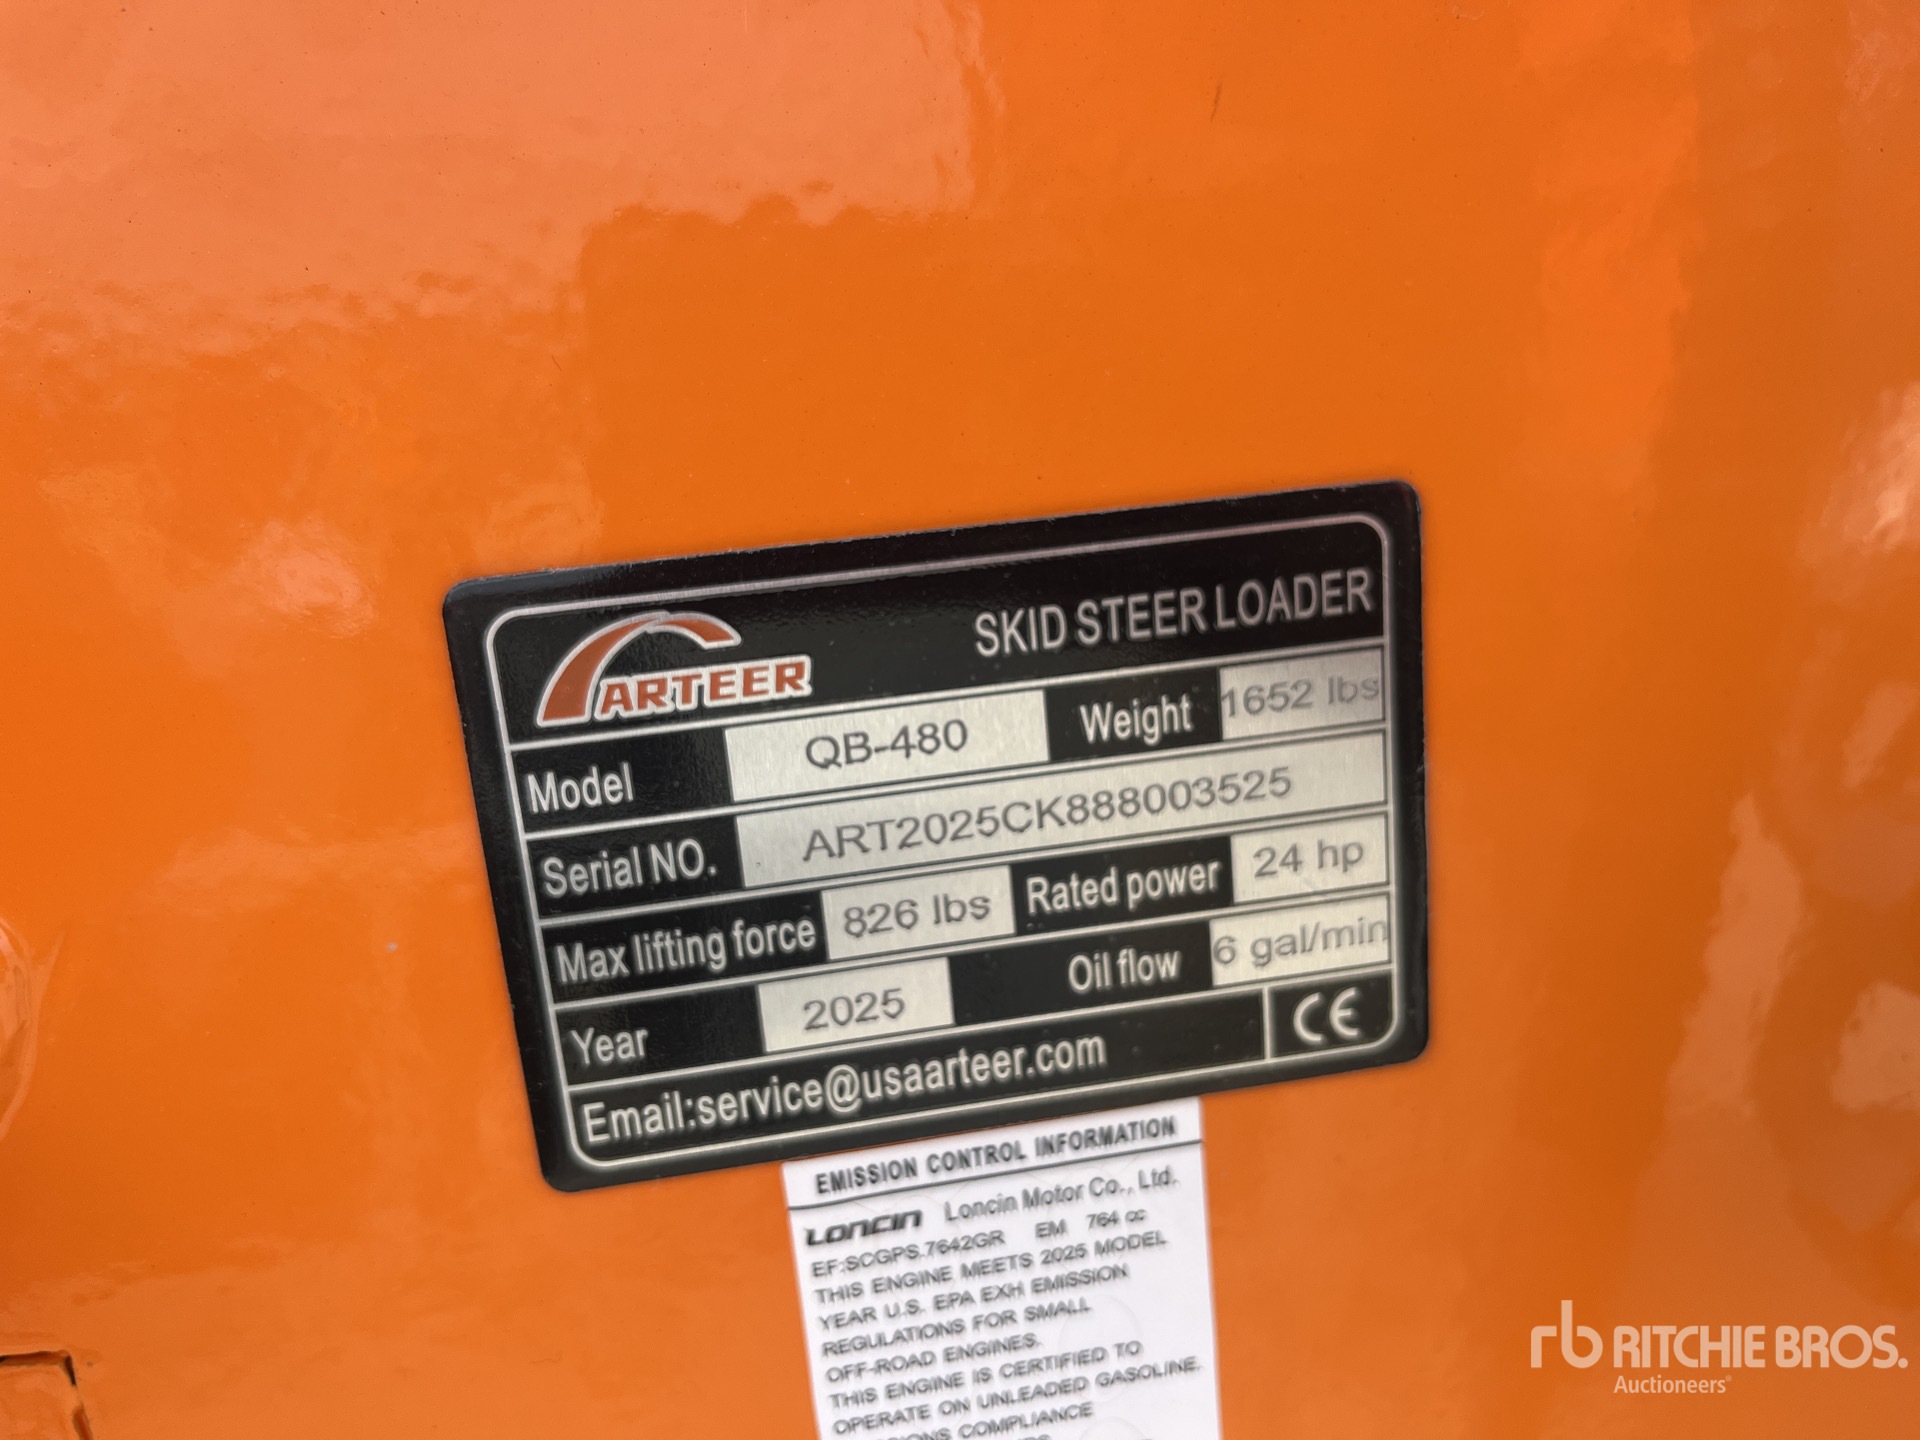 ARTEER SKID STEER LOADER
Model QB-480 Weight 1652 lbs
Serial NO. ART2025CK888003525
Max lifting force 826 lbs Rated power 24 hp
Year 2025 Oil flow 6 gal/min
Email:service@usaarteer.com CE
EMISSION CONTROL INFORMATION
LONCIN Loncin Motor Co., Ltd.
EF:SCGPS.7642GR EM 764 cc
THIS ENGINE MEETS 2025 MODEL
YEAR U.S. EPA EXH EMISSION
REGULATIONS FOR SMALL
OFF-ROAD ENGINES.
THIS ENGINE IS CERTIFIED TO
OPERATE ON UNLEADED GASOLINE.
COMPLIANCE
rb RITCHIE BROS.
Auctioneers